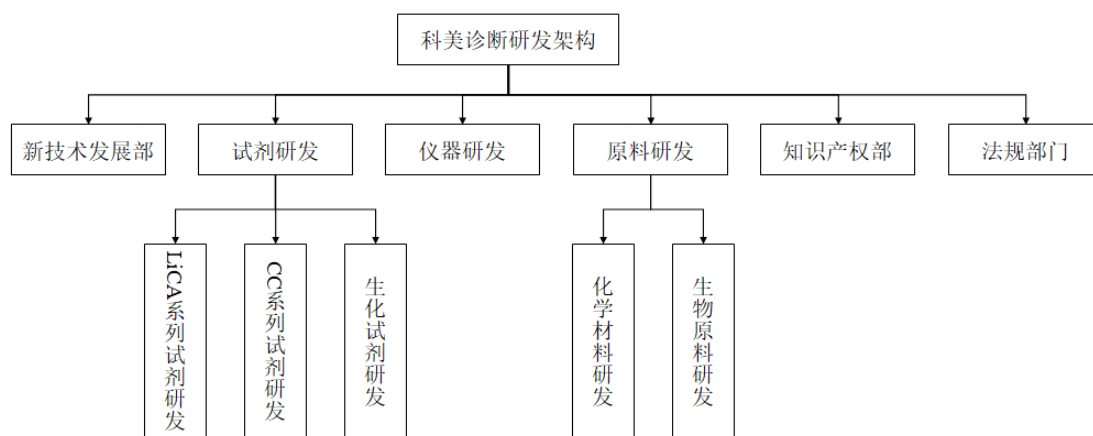 科美诊断研发架构
新技术发展部
试剂研发
仪器研发
原料研发
知识产权部
法规部门
LiCA系列试剂研发
CC系列试剂研发
生化试剂研发
化学材料研发
生物原料研发